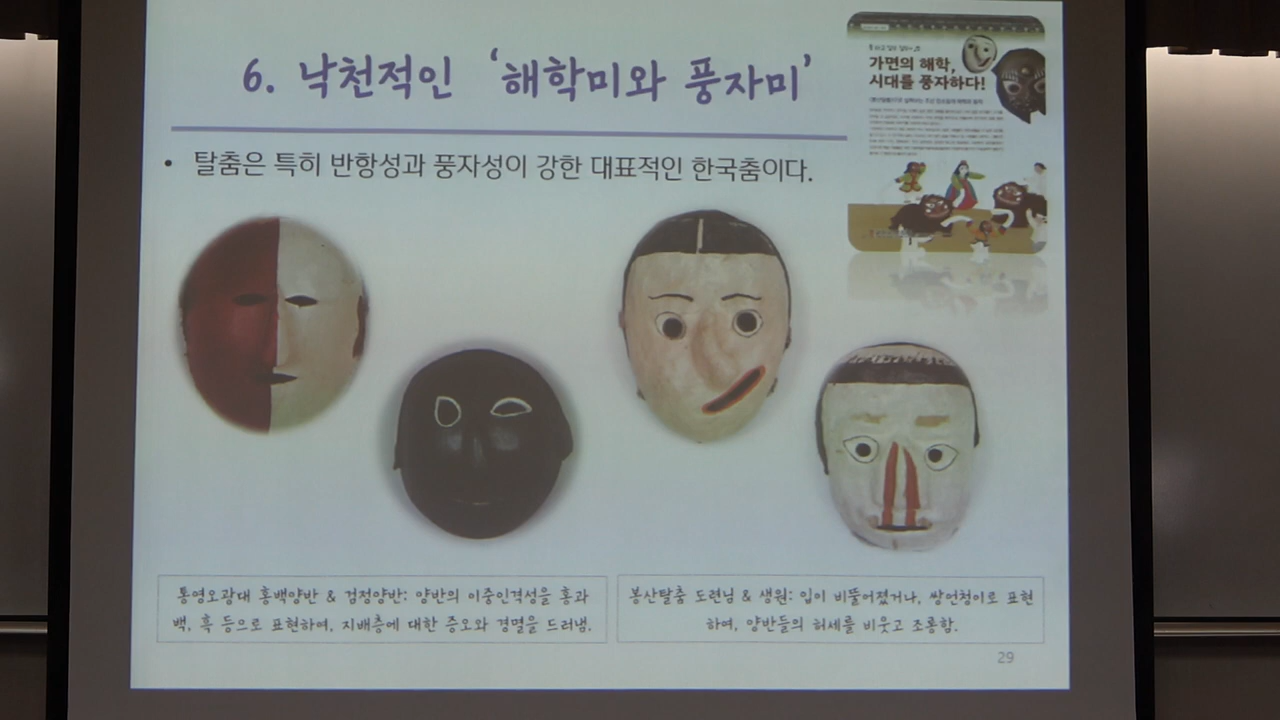 6. 낙천적인 ‘해학미와 풍자미’
가면의 해학,
시대를 풍자하다!
• 탈춤은 특히 반항성과 풍자성이 강한 대표적인 한국춤이다.
통영오광대 홍백양반 & 검정양반: 양반의 이중인격성을 홍과
백, 흑 등으로 표현하여, 지배층에 대한 증오와 경멸을 드러냄.
봉산탈춤 도련님 & 생원: 입이 비뚤어졌거나, 쌍언청이로 표현
하여, 양반들의 허세를 비웃고 조롱함.
29